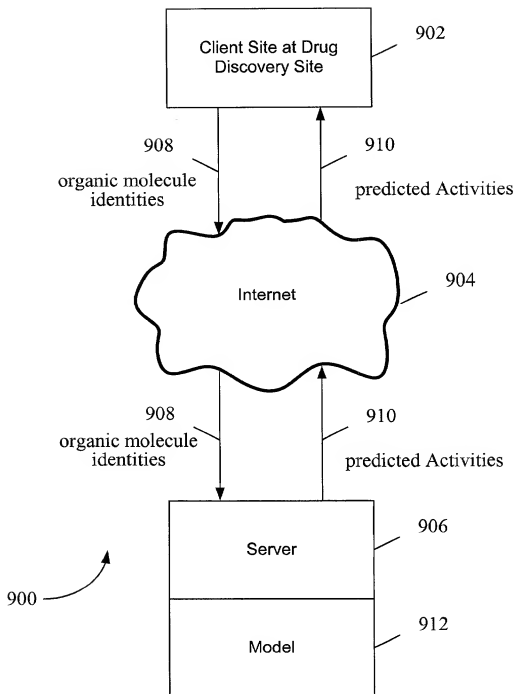 Client Site at Drug
Discovery Site
902
908
organic molecule
identities
910
predicted Activities
Internet
904
908
organic molecule
identities
910
predicted Activities
Server
906
900
Model
912